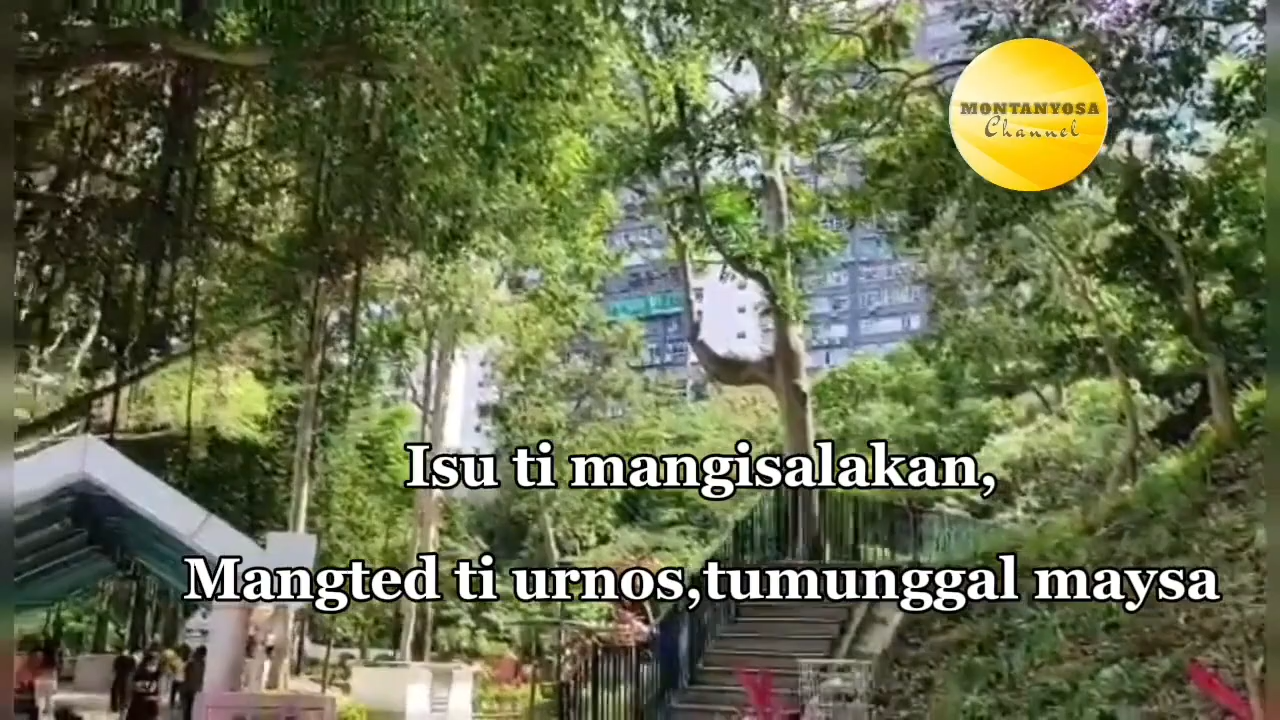 MONTANYOSA
Channel
Isu ti mangisalakan,
Mangted ti urnos,tumunggal maysa